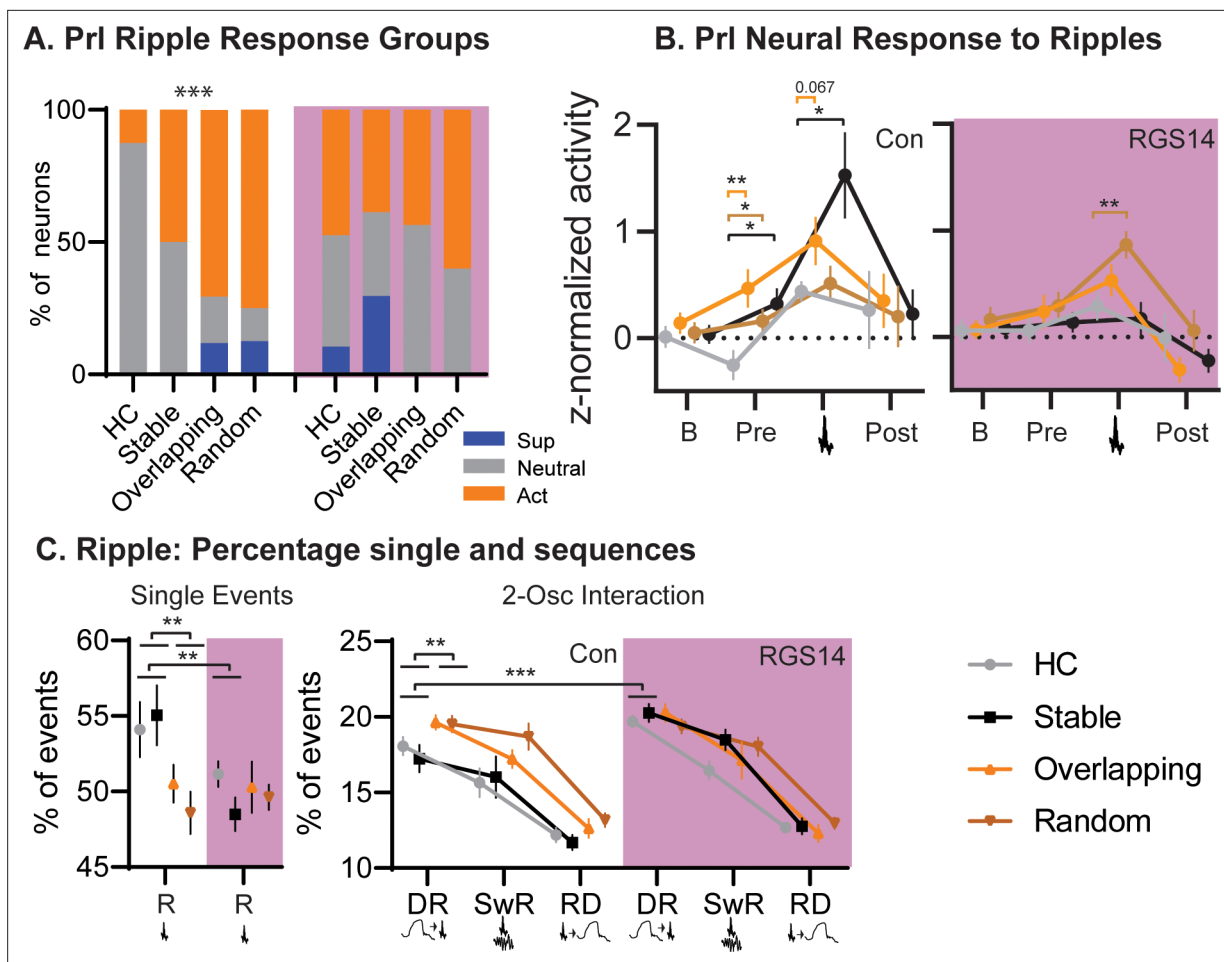 A. PrI Ripple Response Groups
***
100
50
0
% of neurons
HC
Stable
Overlapping
Random
HC
Stable
Overlapping
Random
Sup
Neutral
Act
B. PrI Neural Response to Ripples
z-normalized activity
2
1
0
0.067
*
**
*
*
Con
B
Pre
Post
RGS14
**
B
Pre
Post
C. Ripple: Percentage single and sequences
Single Events
% of events
60
55
50
45
**
**
R
R
2-Osc Interaction
% of events
25
20
15
10
**
***
Con
RGS14
DR
SwR
RD
DR
SwR
RD
HC
Stable
Overlapping
Random